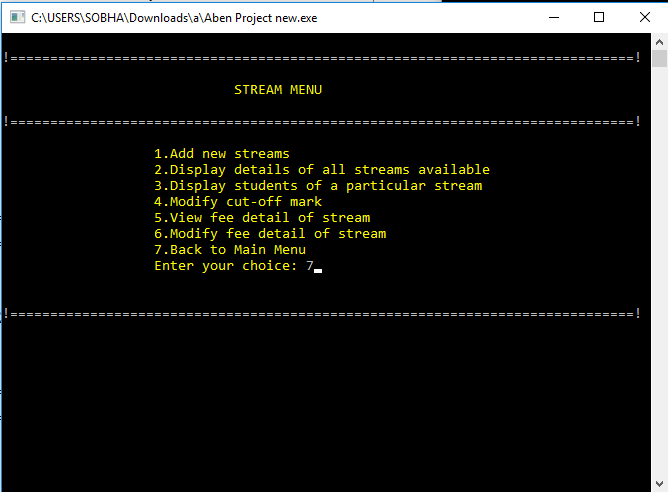 C:\USERS\SOBHA\Downloads\a\Aben Project new.exe
!==============================================================================!
STREAM MENU
!==============================================================================!
1.Add new streams
2.Display details of all streams available
3.Display students of a particular stream
4.Modify cut-off mark
5.View fee detail of stream
6.Modify fee detail of stream
7.Back to Main Menu
Enter your choice: 7
!==============================================================================!